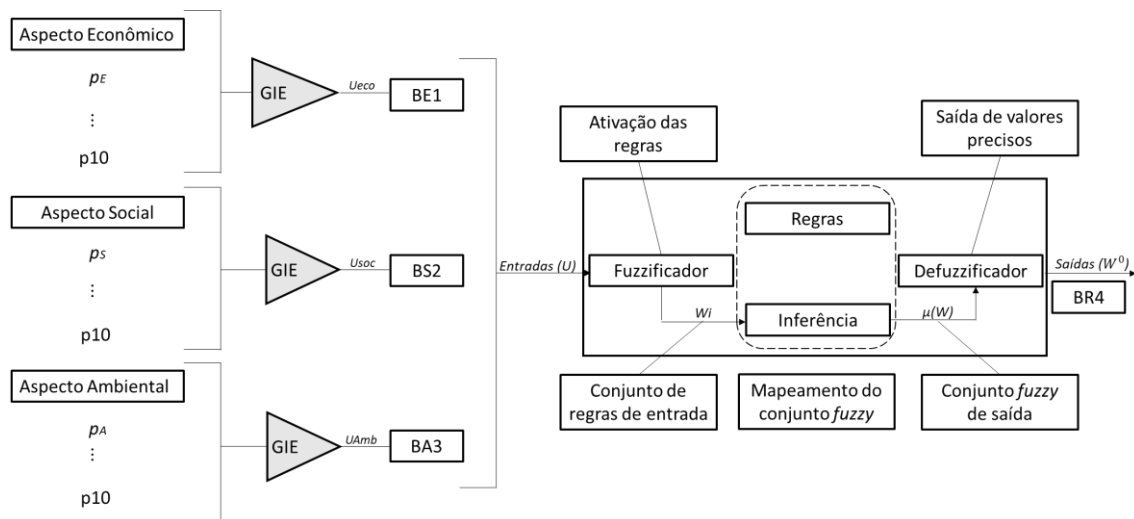 Aspecto Econômico
pE
⋮
p10
GIE
Ueco
BE1
Aspecto Social
pS
⋮
p10
GIE
Usoc
BS2
Aspecto Ambiental
pA
⋮
p10
GIE
UAmb
BA3
Entradas (U)
Ativação das
regras
Saída de valores
precisos
Regras
Fuzzificador
Defuzzificador
Saídas (W⁰)
BR4
Wi
Inferência
μ(W)
Conjunto de
regras de entrada
Mapeamento do
conjunto fuzzy
Conjunto fuzzy
de saída